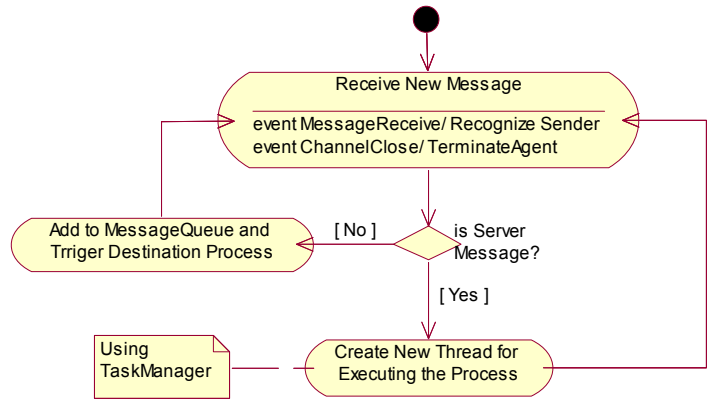 Receive New Message
event MessageReceive/ Recognize Sender
event ChannelClose/ TerminateAgent
Add to MessageQueue and
Trriger Destination Process
[ No ]
is Server
Message?
[ Yes ]
Using
TaskManager
Create New Thread for
Executing the Process